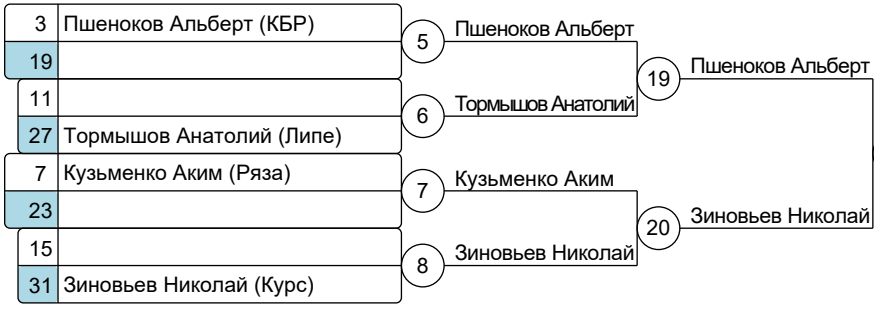 3 Пшеноков Альберт (КБР)
19
5
Пшеноков Альберт
11
27 Тормышов Анатолий (Липе)
6
Тормышов Анатолий
19
Пшеноков Альберт
7 Кузьменко Аким (Ряза)
23
7
Кузьменко Аким
15
31 Зиновьев Николай (Курс)
8
Зиновьев Николай
20
Зиновьев Николай